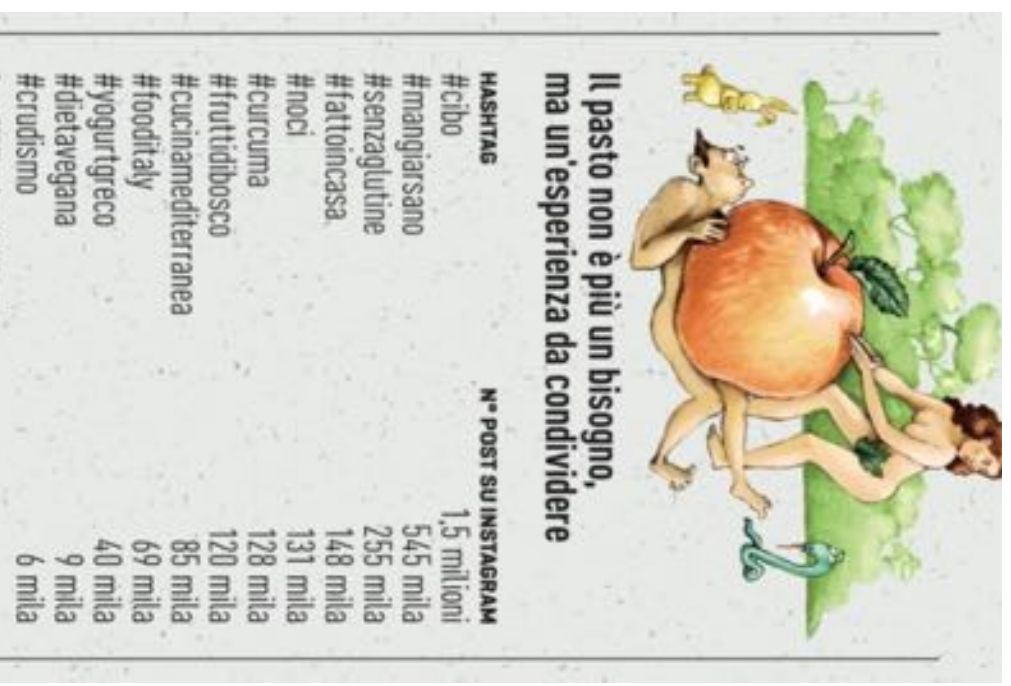 Il pasto non è più un bisogno,
ma un'esperienza da condividere
HASHTAG N° POST SU INSTAGRAM
#cibo 1,5 milioni
#mangiarsano 545 mila
#senzaglutine 255 mila
#fattoincasa 148 mila
#noci 131 mila
#curcuma 128 mila
#fruttidibosco 120 mila
#cucinamediterranea 85 mila
#fooditaly 69 mila
#yogurtgreco 40 mila
#dietavegana 9 mila
#crudismo 6 mila